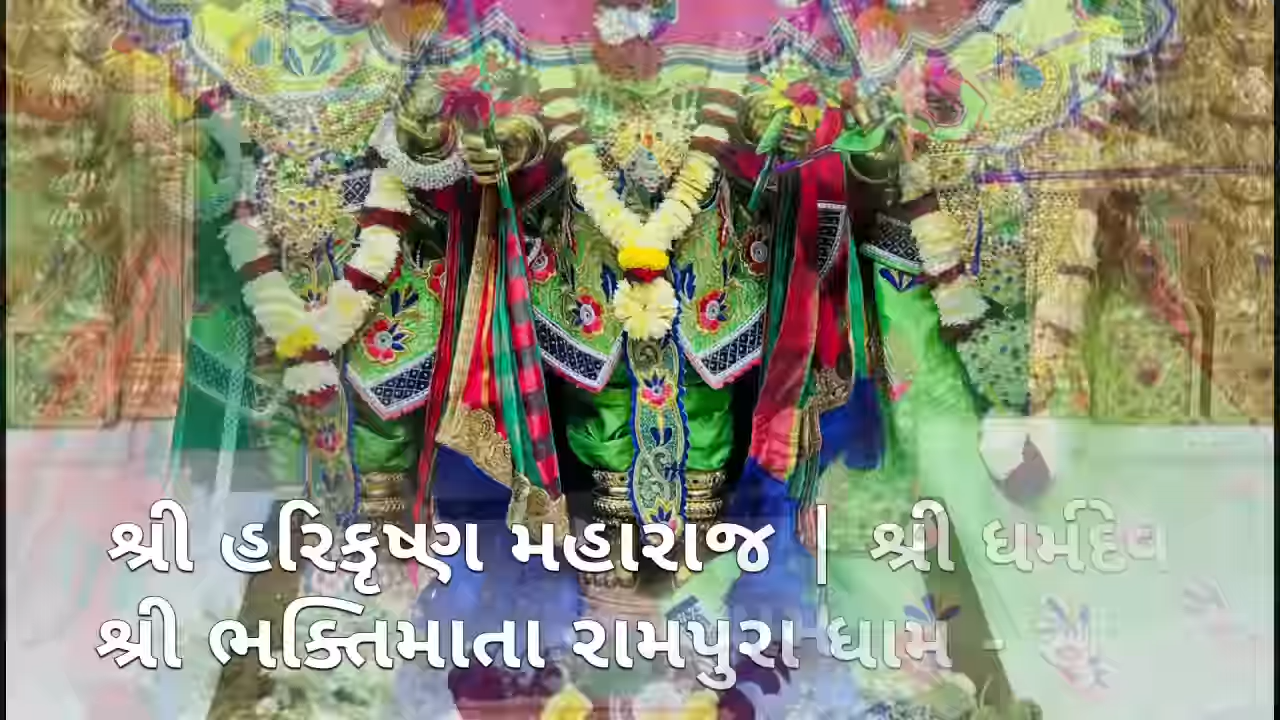 શ્રી હરિકૃષ્ણ મહારાજ | શ્રી ધર્મદેવ
શ્રી ભક્તિમાતા રામપુરા ધામ -